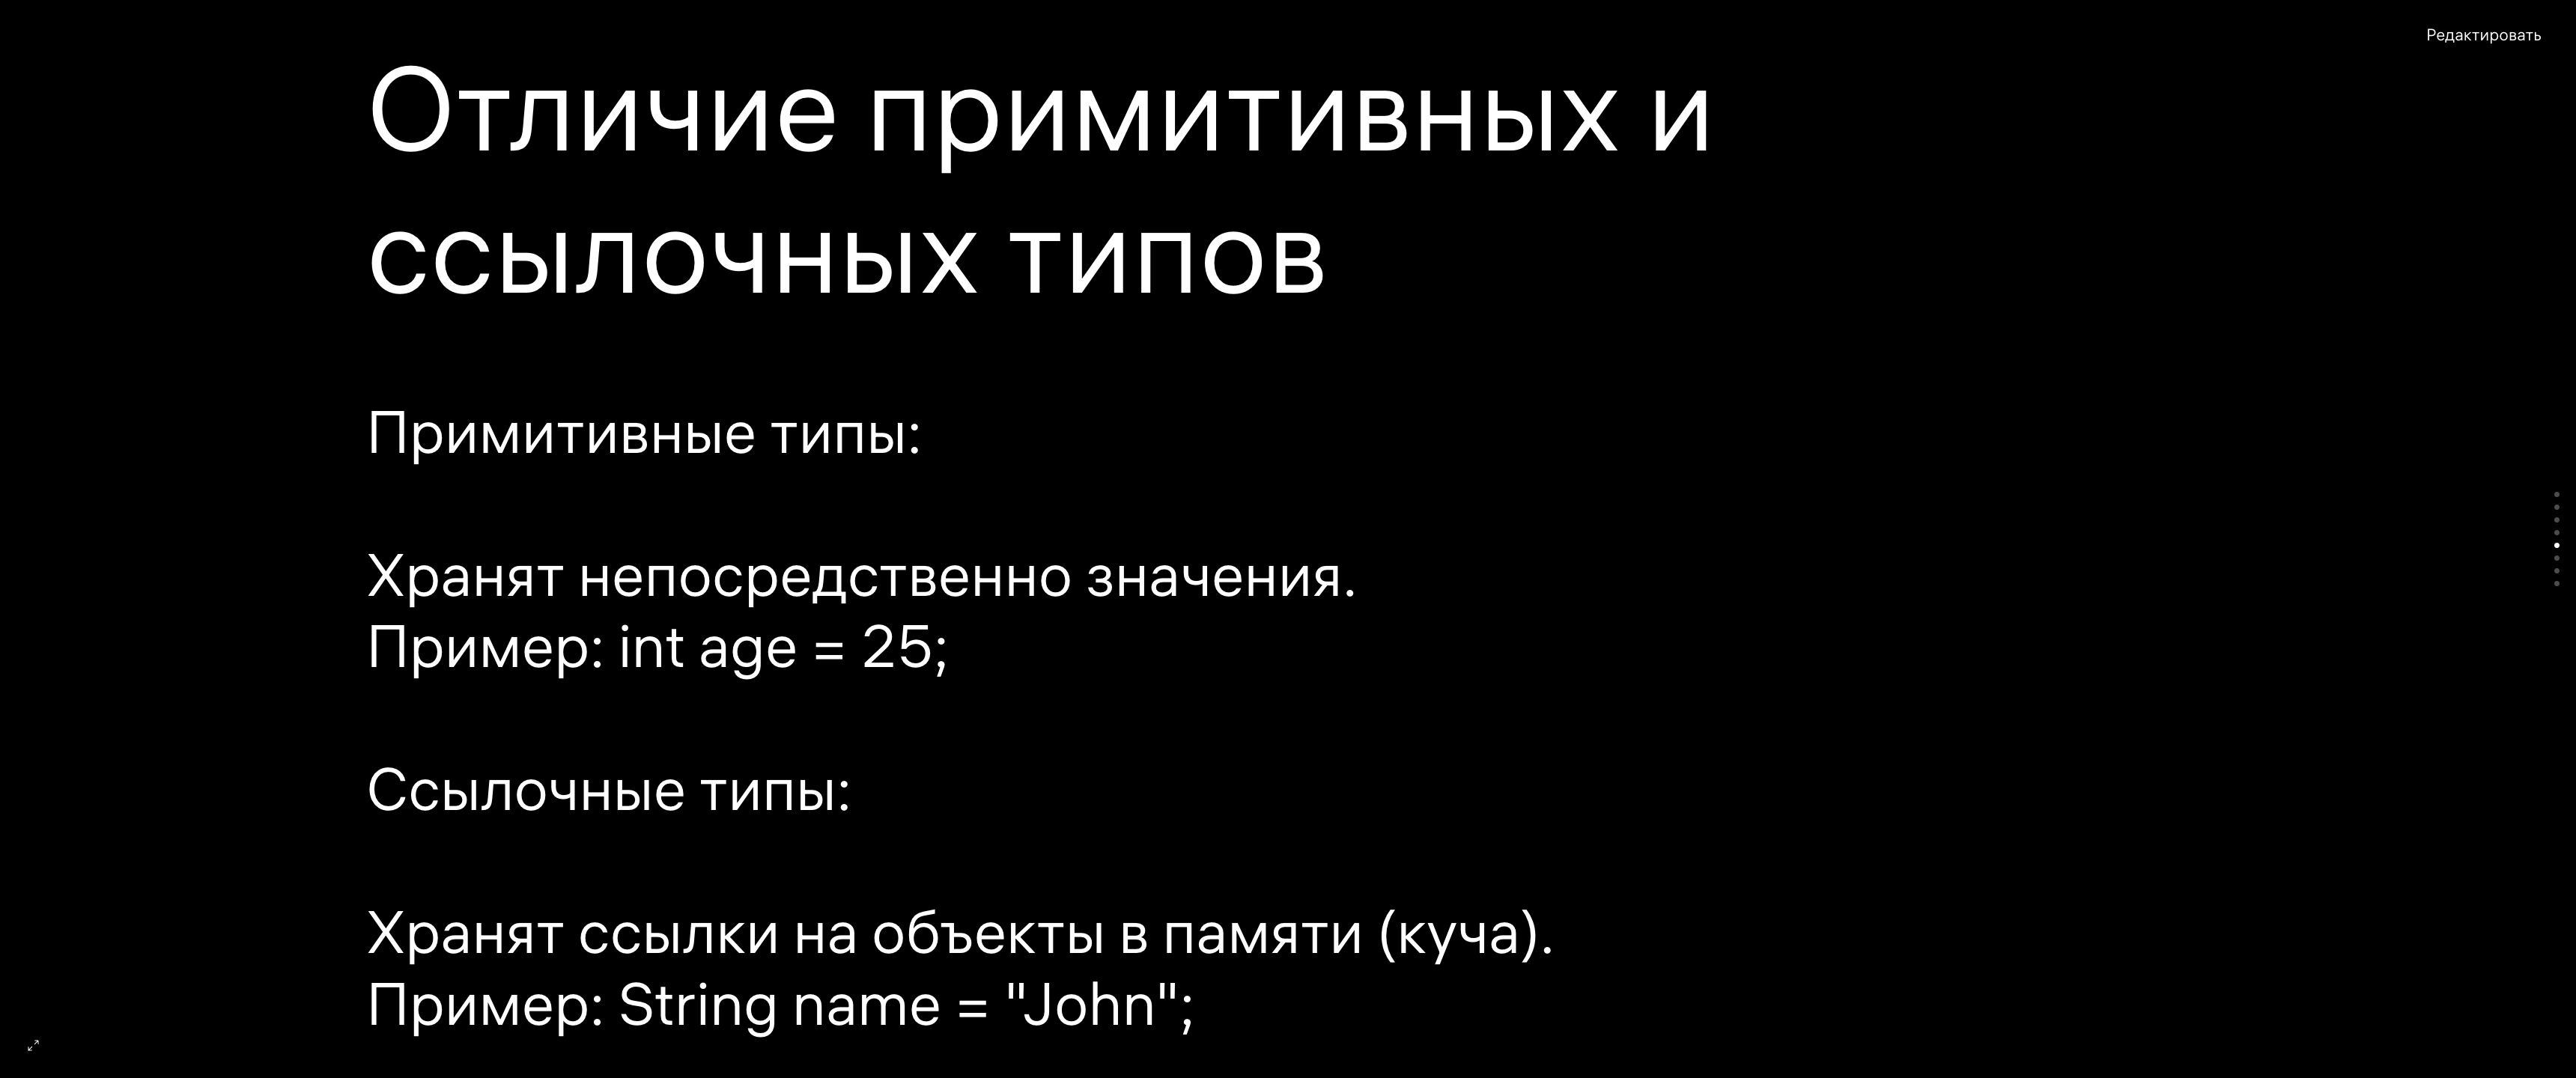 Редактировать
Отличие примитивных и
ссылочных типов
Примитивные типы:
Хранят непосредственно значения.
Пример: int age = 25;
Ссылочные типы:
Хранят ссылки на объекты в памяти (куча).
Пример: String name = "John";